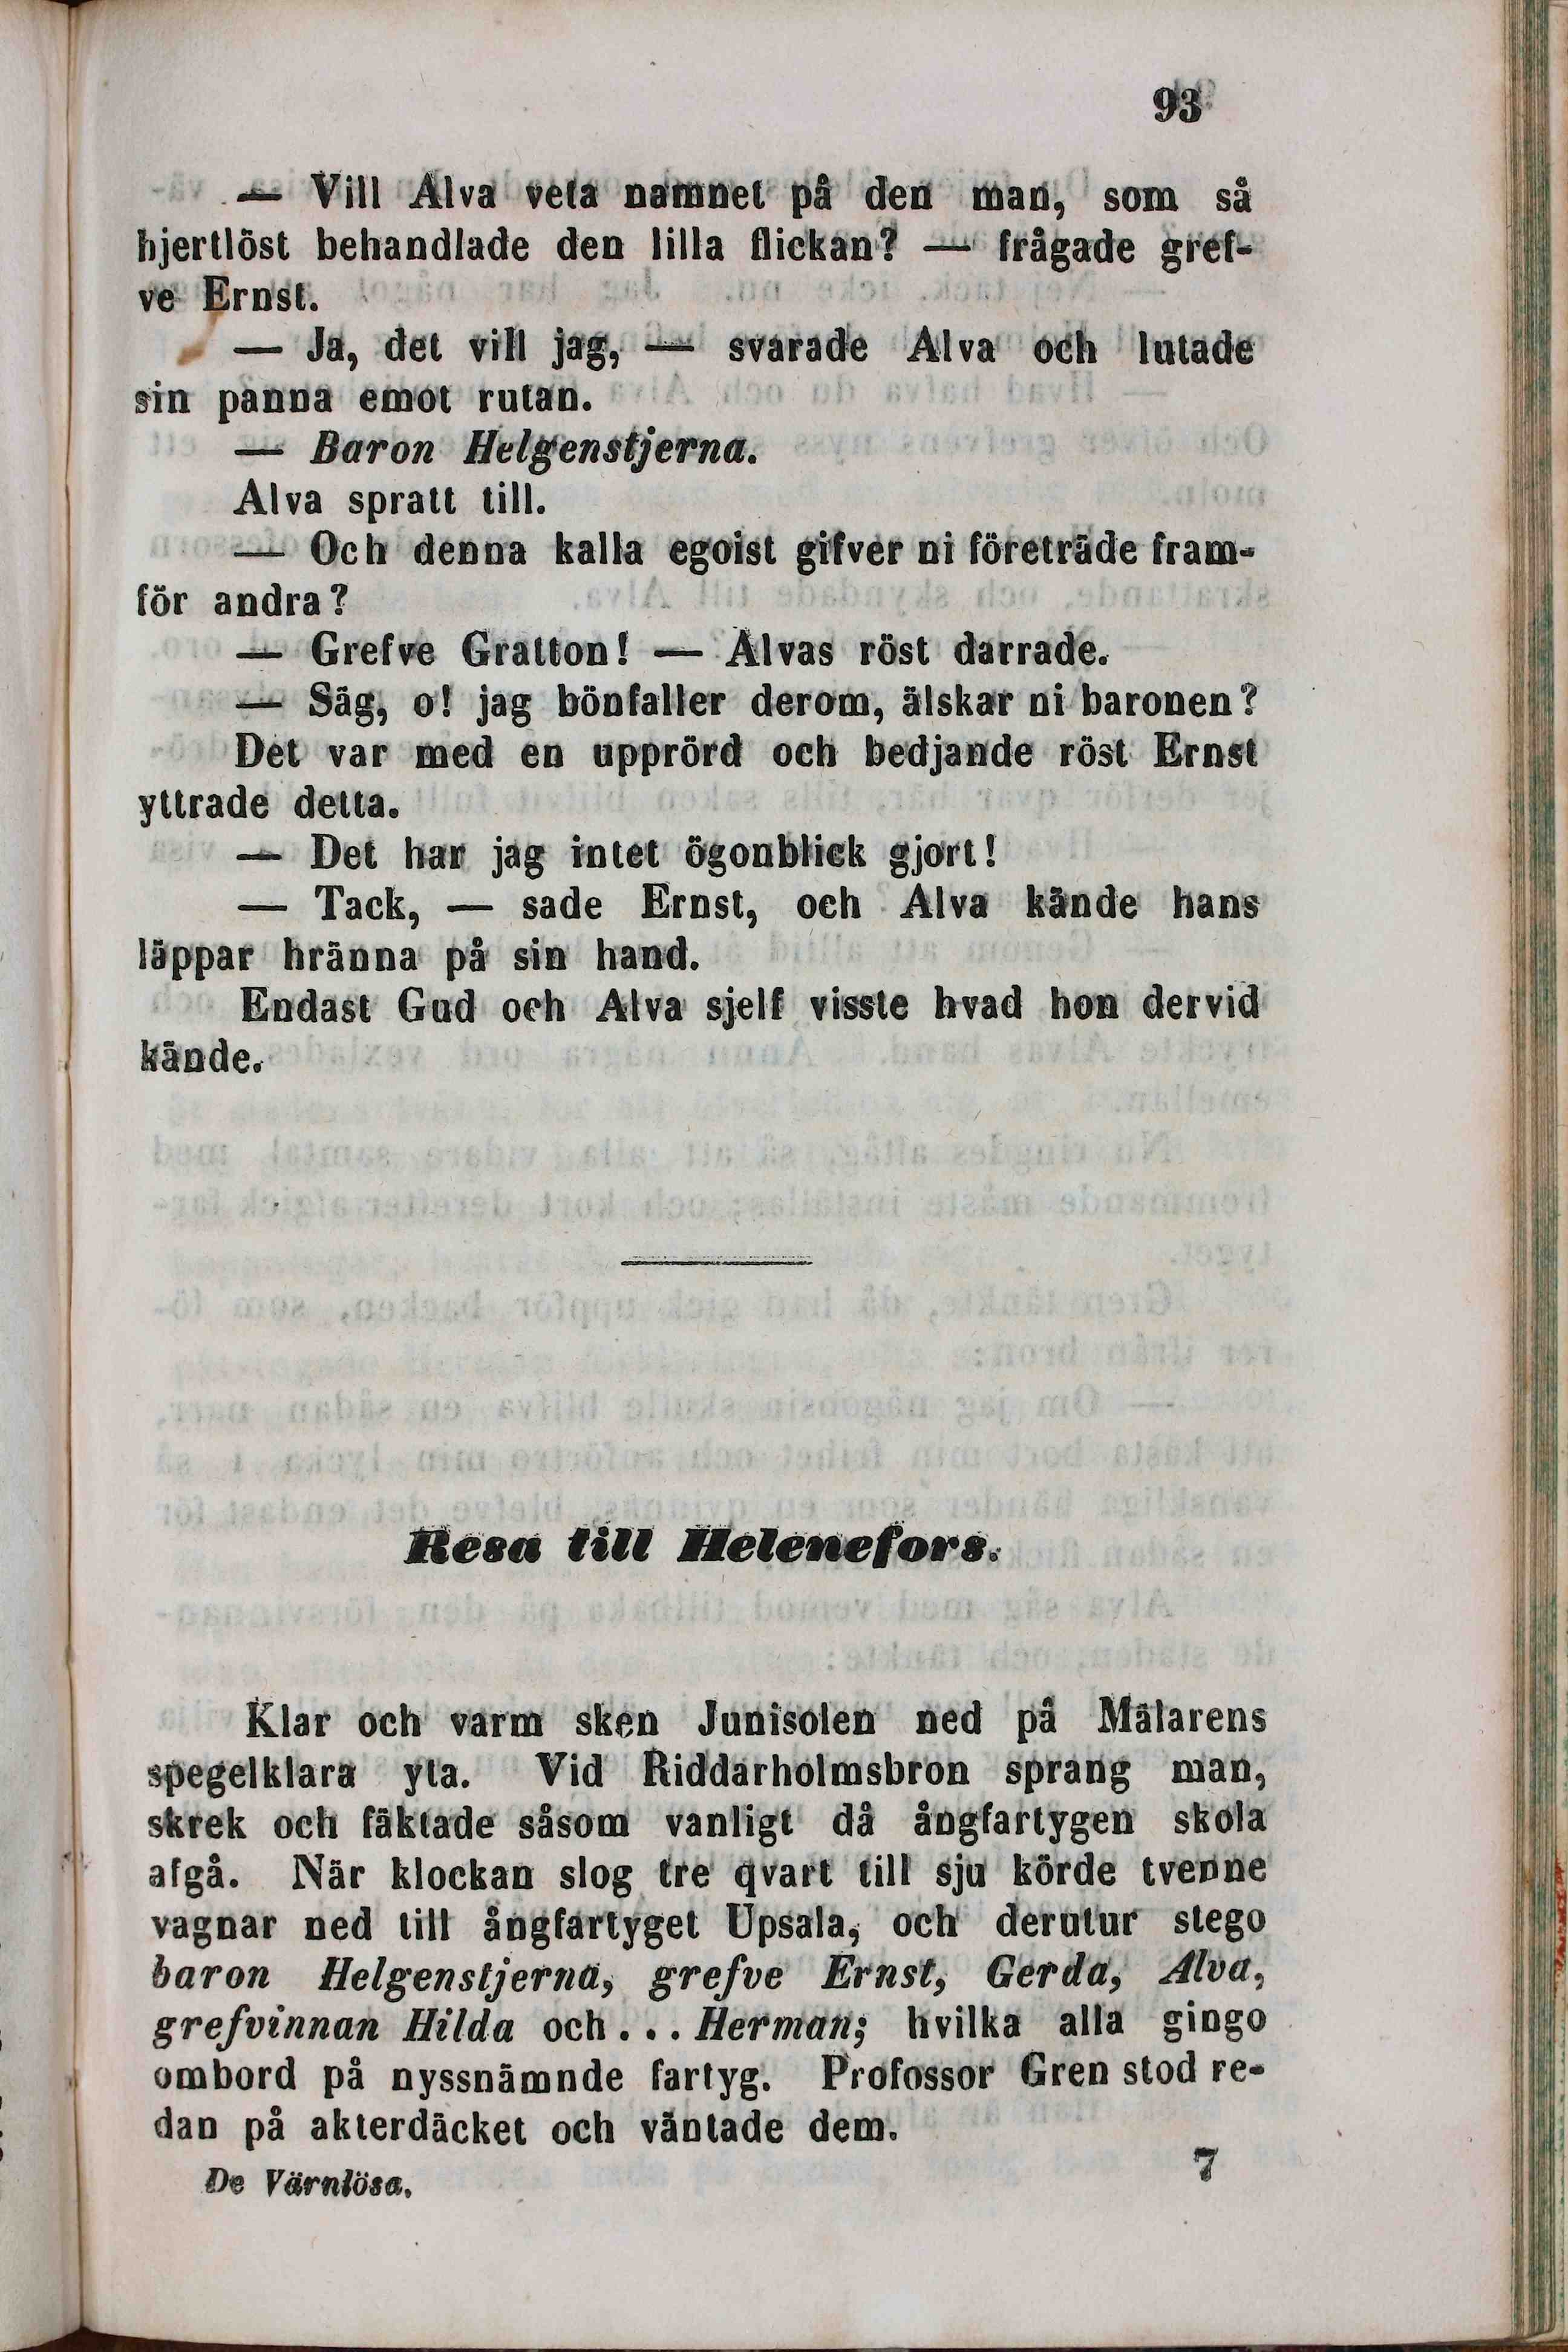 93
— Vill Alva veta namnet på den man, som så
hjertlöst behandlade den lilla flickan? — frågade gref-
ve Ernst.
— Ja, det vill jag, — svarade Alva och lutade
sin panna emot rutan.
— Baron Helgenstjerna.
Alva spratt till.
— Och denna kalla egoist gifver ni företräde fram-
för andra?
— Grefve Gratton! — Alvas röst darrade.
— Säg, o! jag bönfaller derom, älskar ni baronen?
Det var med en upprörd och bedjande röst Ernst
yttrade detta.
— Det har jag intet ögonblick gjort!
— Tack, — sade Ernst, och Alva kände hans
läppar hränna på sin hand.
Endast Gud och Alva sjelf visste hvad hon dervid
kände.
Resa till Helenefors.
Klar och varm sken Junisolen ned på Mälarens
spegelklara yta. Vid Riddarholmsbron sprang man,
skrek och fäktade såsom vanligt då ångfartygen skola
afgå. När klockan slog tre qvart till sju körde tvenne
vagnar ned till ångfartyget Upsala, och derutur stego
baron Helgenstjerna, grefve Ernst, Gerda, Alva,
grefvinnan Hilda och... Herman; hvilka alla gingo
ombord på nyssnämnde fartyg. Profossor Gren stod re-
dan på akterdäcket och väntade dem.
De Värnlösa. 7